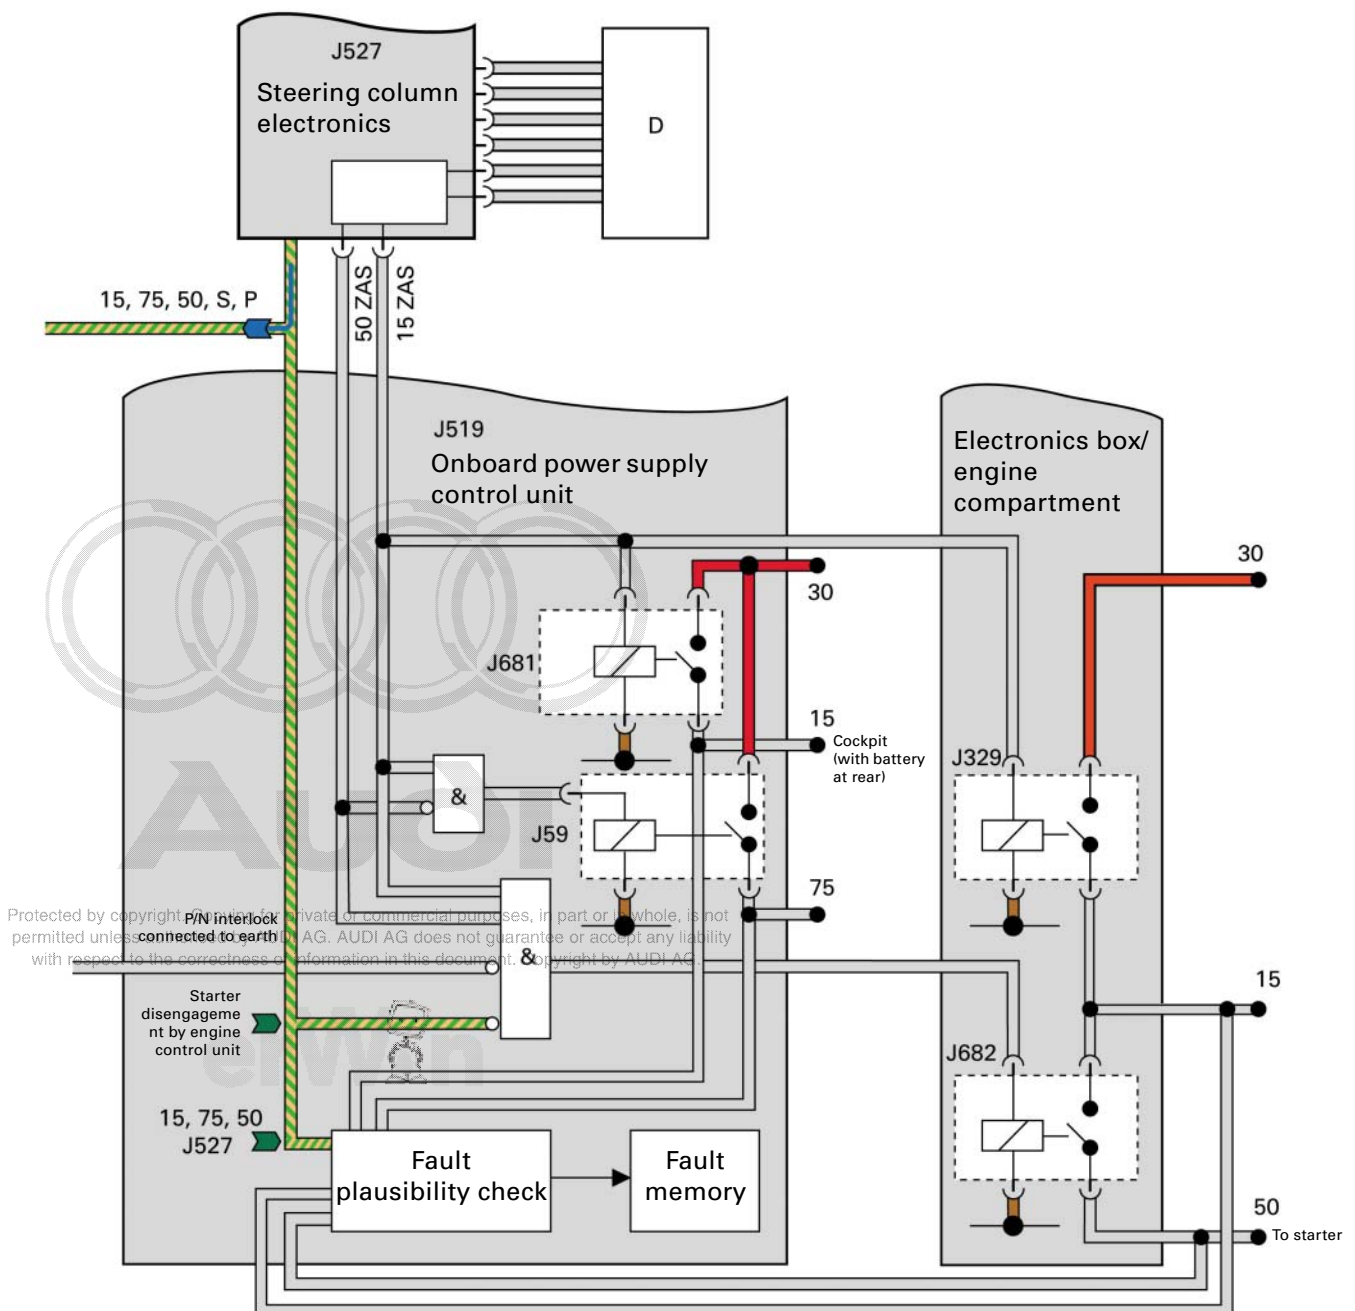 J527
Steering column
electronics
D
15, 75, 50, S, P
50 ZAS
15 ZAS
J519
Onboard power supply
control unit
Electronics box/
engine
compartment
30
30
J681
15
Cockpit
(with battery
at rear)
J329
&
J59
75
Protected by copyright. Copying for private or commercial purposes, in part or in whole, is not
permitted unless authorised by AUDI AG. AUDI AG does not guarantee or accept any liability
with respect to the correctness of information in this document. Copyright by AUDI AG.
P/N interlock
connected to earth
&
15
Starter
disengageme
nt by engine
control unit
J682
15, 75, 50
J527
Fault
plausibility check
Fault
memory
50
To starter
Audi
erWin